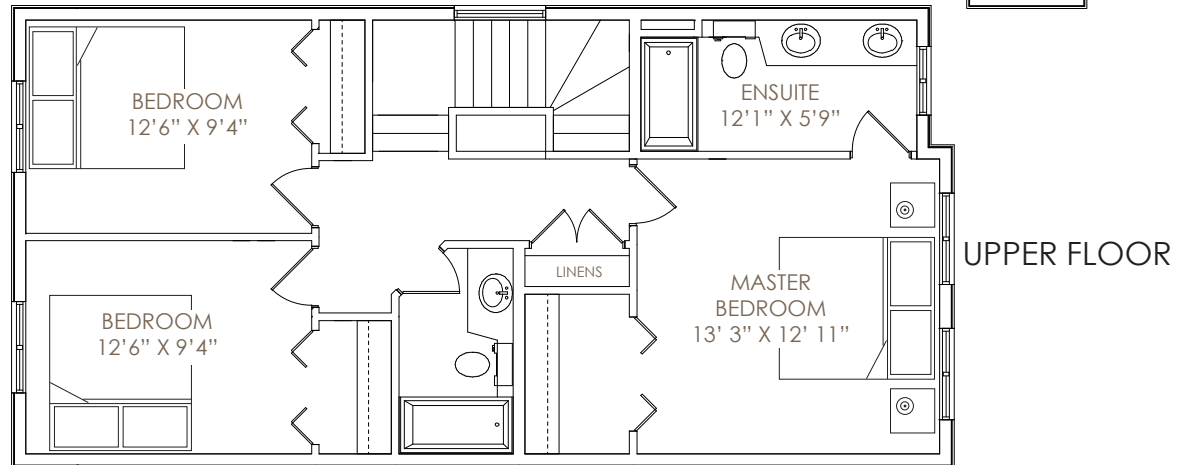 BEDROOM
12'6” X 9'4”
ENSUITE
12'1” X 5'9”
UPPER FLOOR
LINENS
MASTER
BEDROOM
13' 3” X 12' 11”
BEDROOM
12'6” X 9'4”